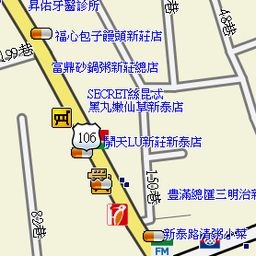 昇佑牙醫診所
福心包子饅頭新莊店
48巷
199巷
富鼎砂鍋粥新莊總店
SECRET絲昆忒
黑丸嫩仙草新泰店
106
鬍天LU新莊新泰店
150巷
豐滿總匯三明治新
82巷
新泰路清粥小菜
FM